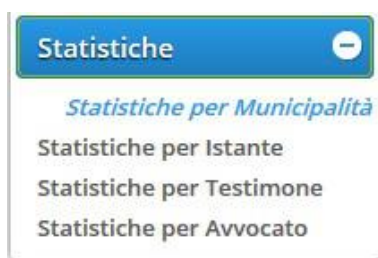 Statistiche
Statistiche per Municipalità
Statistiche per Istante
Statistiche per Testimone
Statistiche per Avvocato